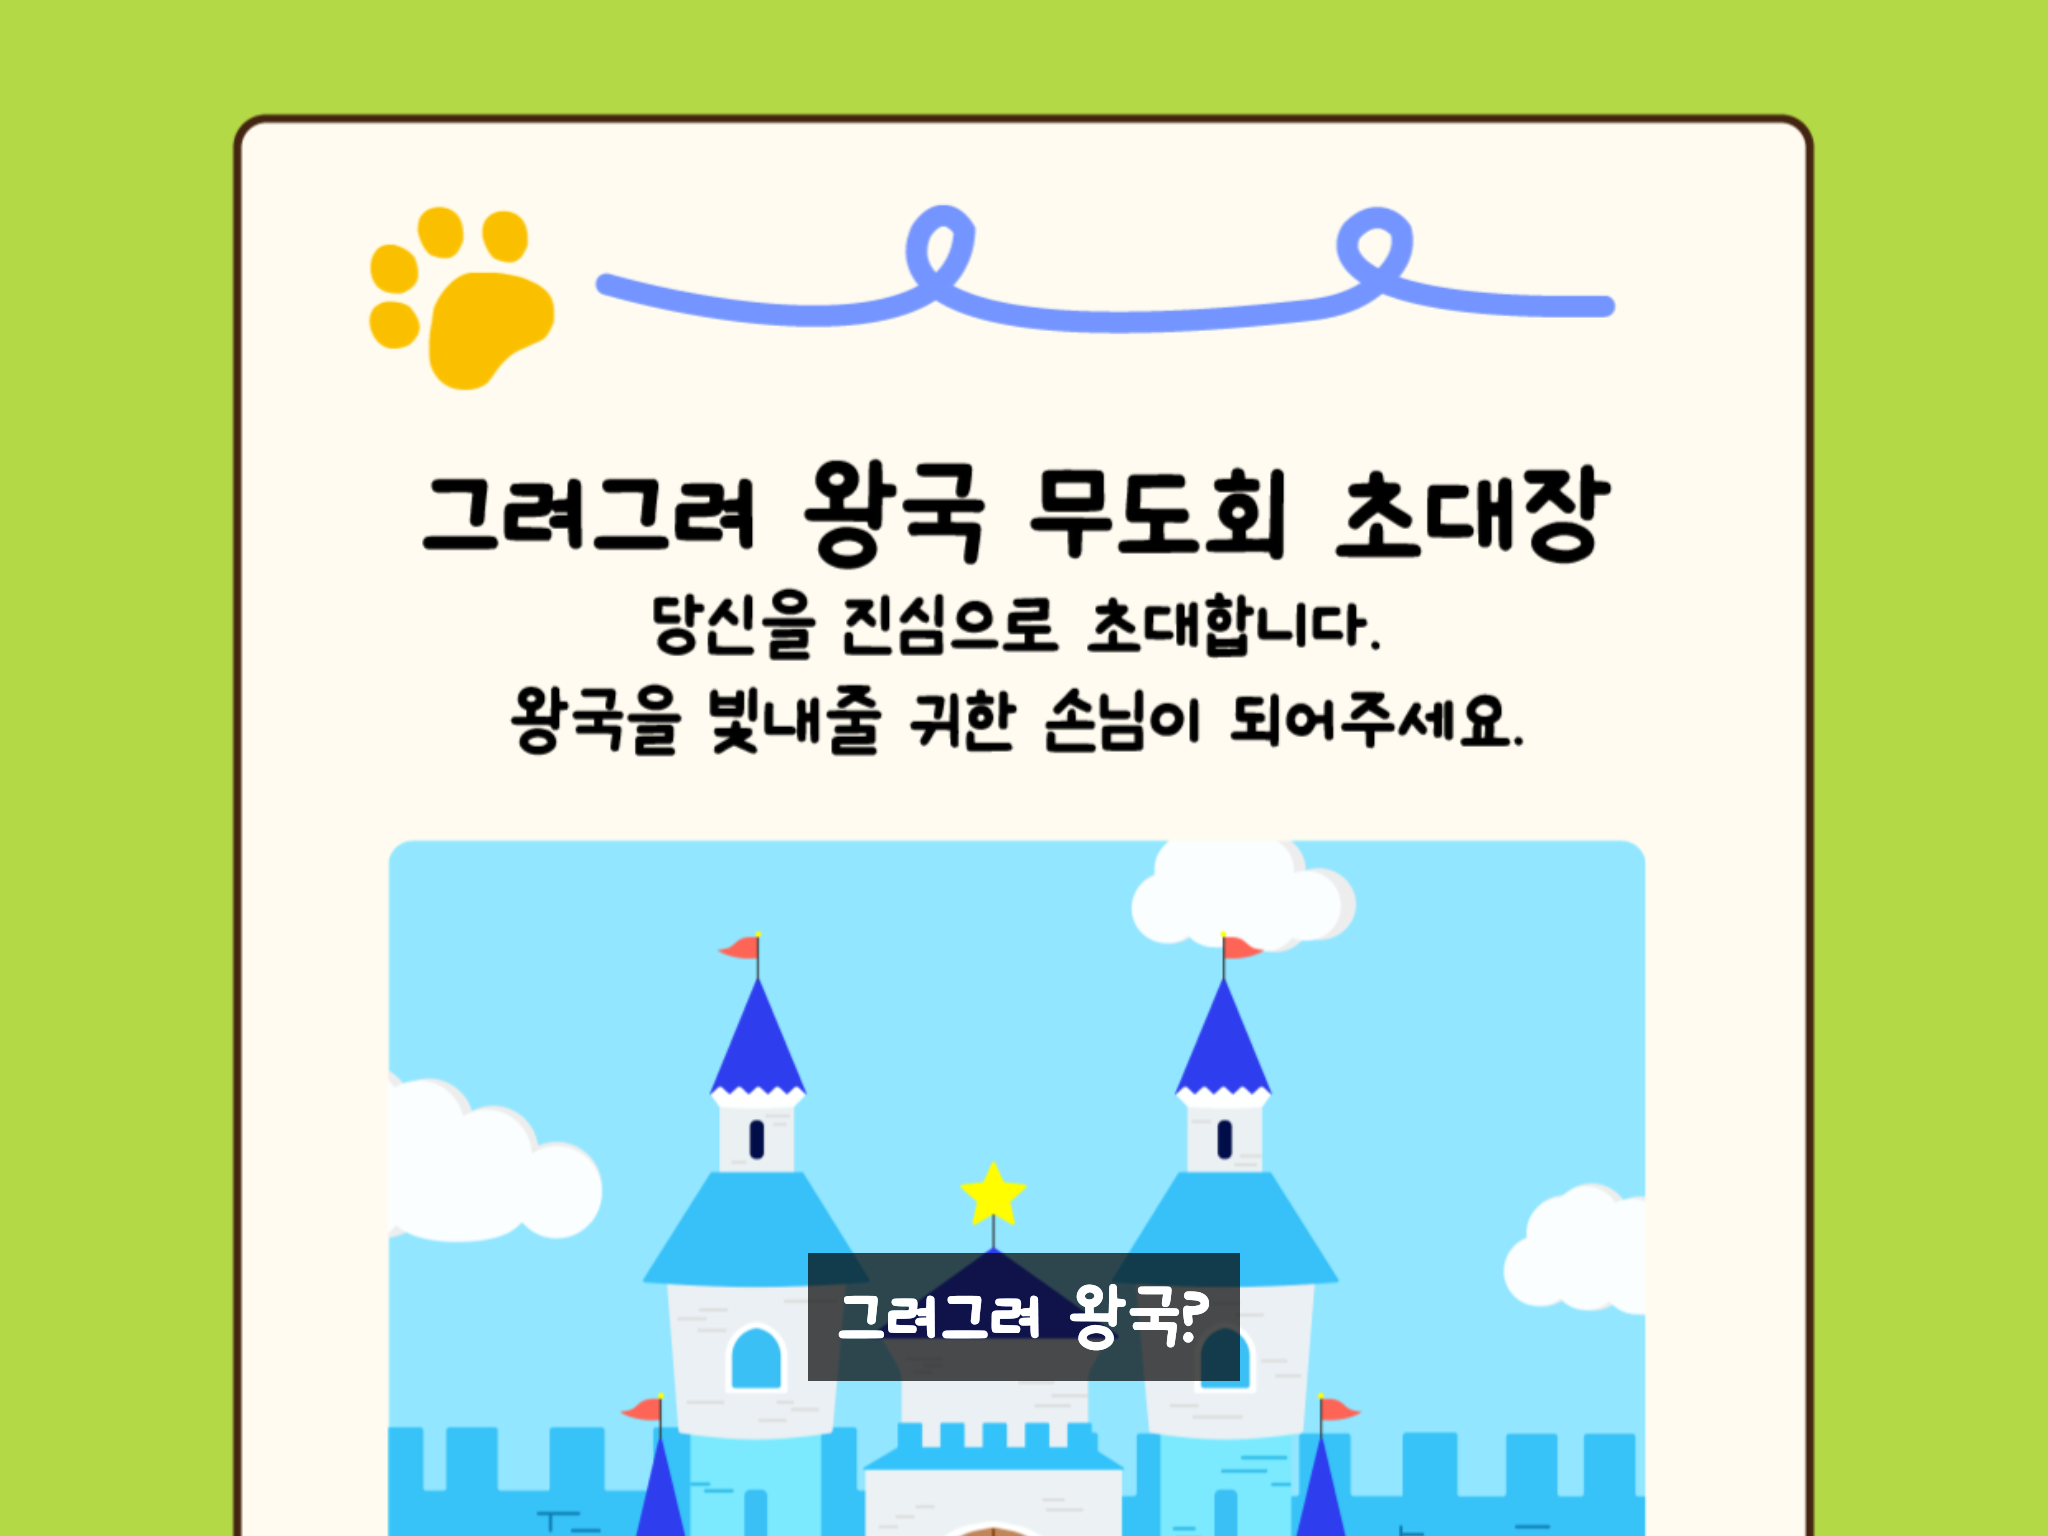 그려그려 왕국 무도회 초대장
당신을 진심으로 초대합니다.
왕국을 빛내줄 귀한 손님이 되어주세요.
그려그려 왕국?